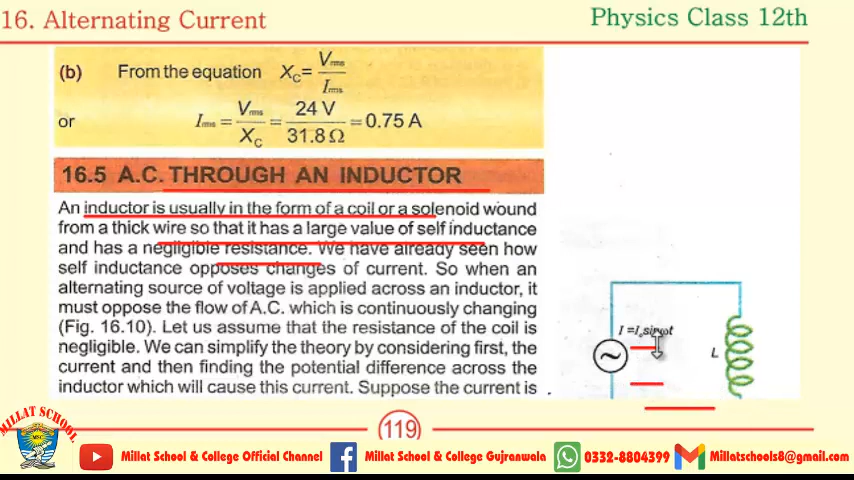 16. Alternating Current
Physics Class 12th
(b) From the equation X_C = V_rms / I_rms
or I_rms = V_rms / X_C = 24 V / 31.8 Ω = 0.75 A
16.5 A.C. THROUGH AN INDUCTOR
An inductor is usually in the form of a coil or a solenoid wound
from a thick wire so that it has a large value of self inductance
and has a negligible resistance. We have already seen how
self inductance opposes changes of current. So when an
alternating source of voltage is applied across an inductor, it
must oppose the flow of A.C. which is continuously changing
(Fig. 16.10). Let us assume that the resistance of the coil is
negligible. We can simplify the theory by considering first, the
current and then finding the potential difference across the
inductor which will cause this current. Suppose the current is
I = I₀ sin ωt
~
L
119
MILLAT SCHOOL
MSC
Millat School & College Official Channel
f
Millat School & College Gujranwala
0332-8804399
Millatschools8@gmail.com